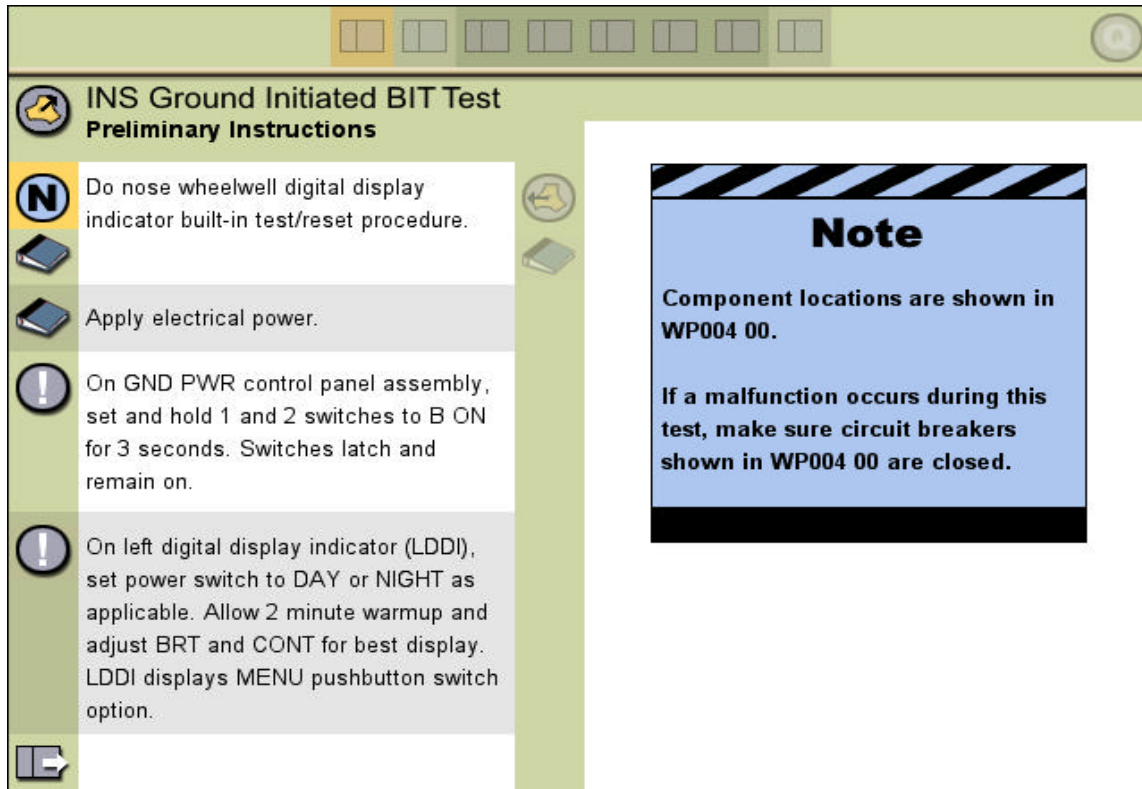 INS Ground Initiated BIT Test
Preliminary Instructions
N
Do nose wheelwell digital display
indicator built-in test/reset procedure.
Apply electrical power.
!
On GND PWR control panel assembly,
set and hold 1 and 2 switches to B ON
for 3 seconds. Switches latch and
remain on.
!
On left digital display indicator (LDDI),
set power switch to DAY or NIGHT as
applicable. Allow 2 minute warmup and
adjust BRT and CONT for best display.
LDDI displays MENU pushbutton switch
option.
Q
Note
Component locations are shown in
WP004 00.
If a malfunction occurs during this
test, make sure circuit breakers
shown in WP004 00 are closed.